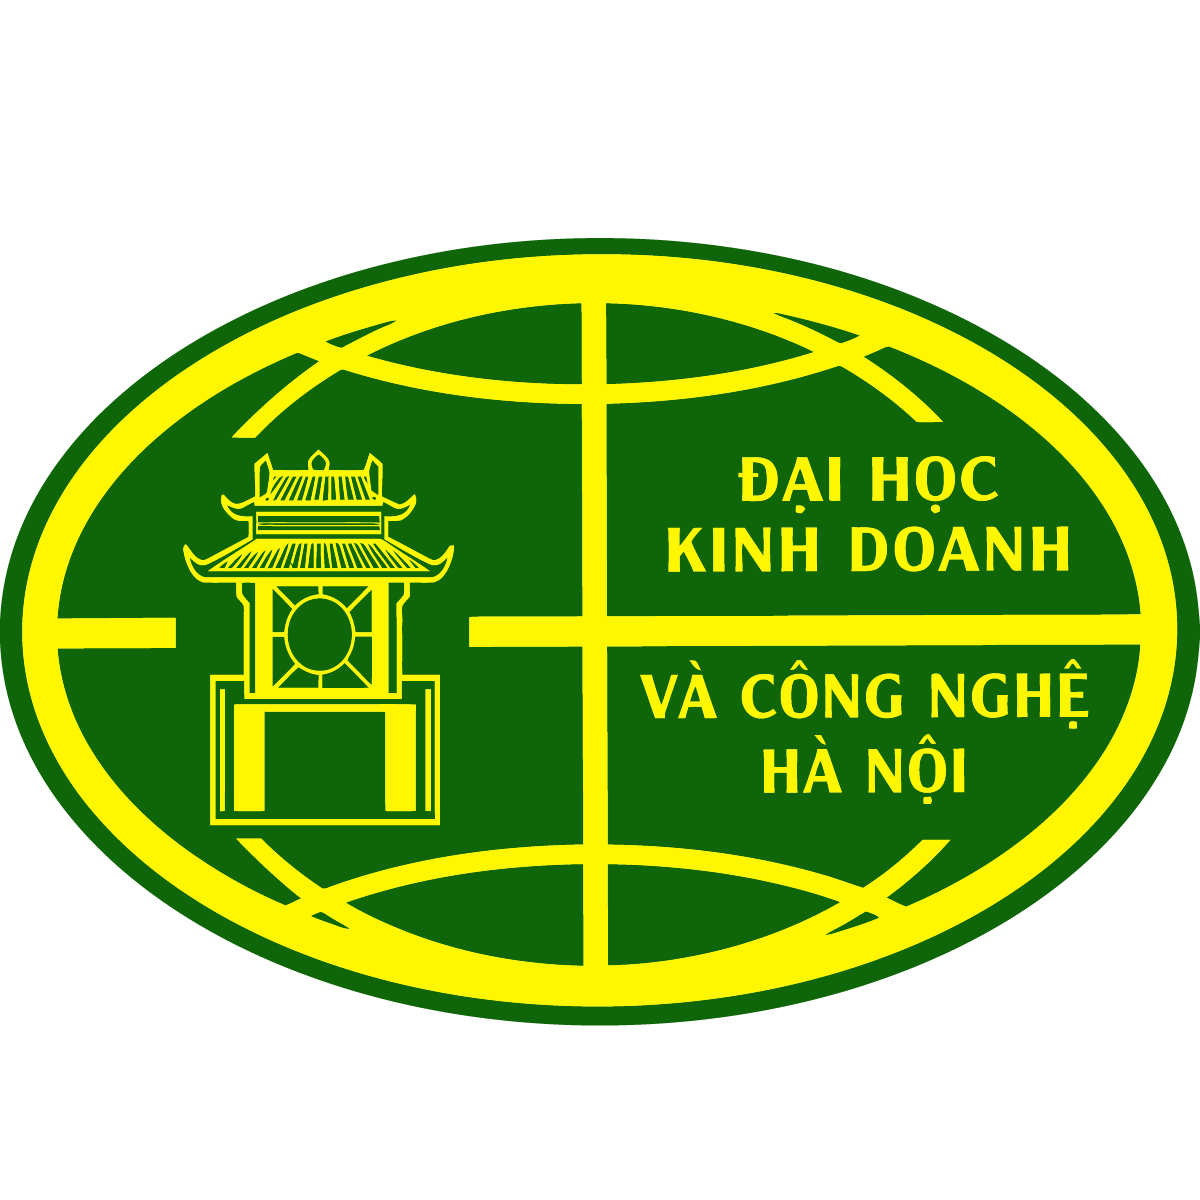 ĐẠI HỌC
KINH DOANH
VÀ CÔNG NGHỆ
HÀ NỘI